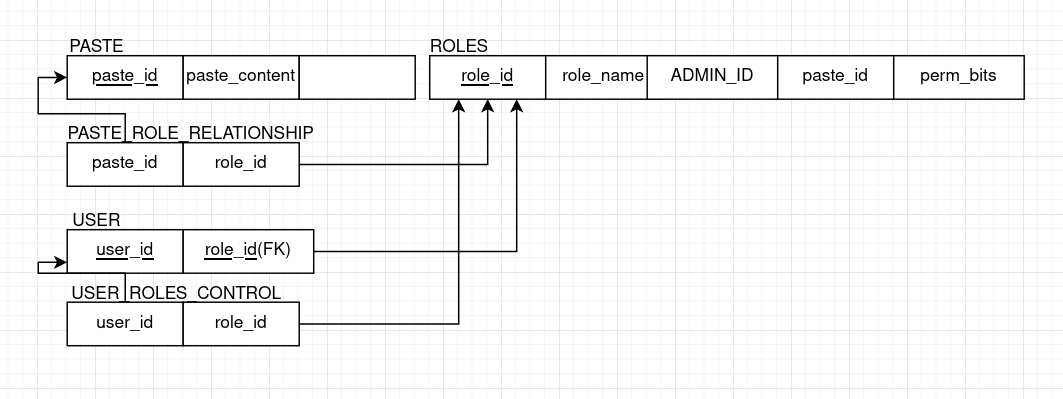 PASTE
paste_id paste_content
ROLES
role_id role_name ADMIN_ID paste_id perm_bits
PASTE_ROLE_RELATIONSHIP
paste_id role_id
USER
user_id role_id(FK)
USER_ROLES_CONTROL
user_id role_id